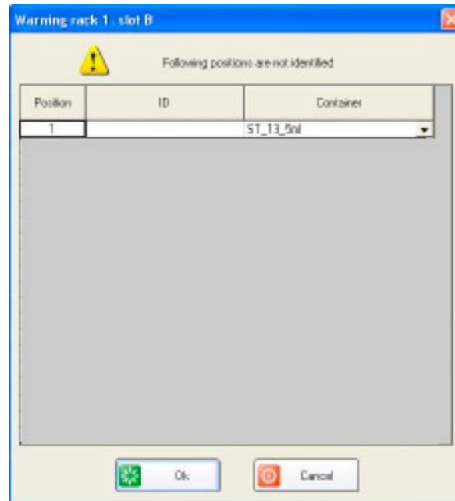 Warning rack 1. slot B
Following positions are not identified
Position ID Container
1 ST_13_5ml
Ok Cancel